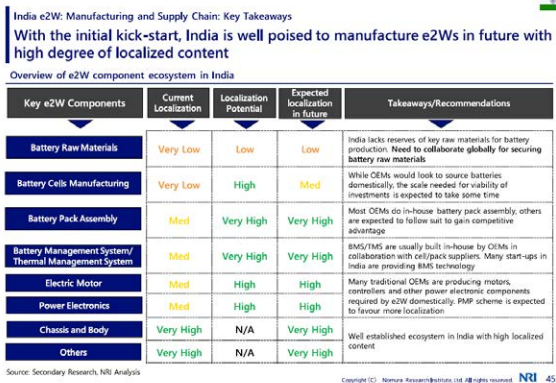 India e2W: Manufacturing and Supply Chain: Key Takeaways
With the initial kick-start, India is well poised to manufacture e2Ws in future with
high degree of localized content
Overview of e2W component ecosystem in India
Key e2W Components
Current
Localization
Localization
Potential
Expected
localization
in future
Takeaways/Recommendations
Battery Raw Materials
Very Low
Low
Low
India lacks reserves of key raw materials for battery
production. Need to collaborate globally for securing
battery raw materials
Battery Cells Manufacturing
Very Low
High
Med
While OEMs would look to source batteries
domestically, the scale needed for viability of
investments is expected to take some time
Battery Pack Assembly
Med
Very High
Very High
Most OEMs do in-house battery pack assembly, others
are expected to follow suit to gain competitive
advantage
Battery Management System/
Thermal Management System
Med
Very High
Very High
BMS/TMS are usually built in-house by OEMs in
collaboration with cell/pack suppliers. Many start-ups in
India are providing BMS technology
Electric Motor
Med
High
High
Many traditional OEMs are producing motors,
controllers and other power electronic components
required by e2W domestically. PMP scheme is expected
to favour more localization
Power Electronics
Med
High
High
Chassis and Body
Very High
N/A
Very High
Well established ecosystem in India with high localized
content
Others
Very High
N/A
Very High
Source: Secondary Research, NRI Analysis
Copyright (C) Nomura Research Institute, Ltd. All rights reserved.
NRI
45